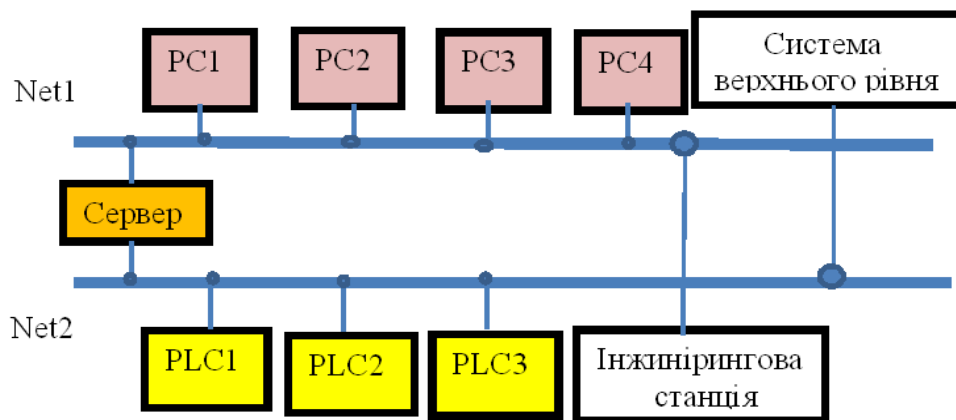 PC1
PC2
PC3
PC4
Система
верхнього рівня
Net1
Сервер
Net2
PLC1
PLC2
PLC3
Інжинірингова
станція